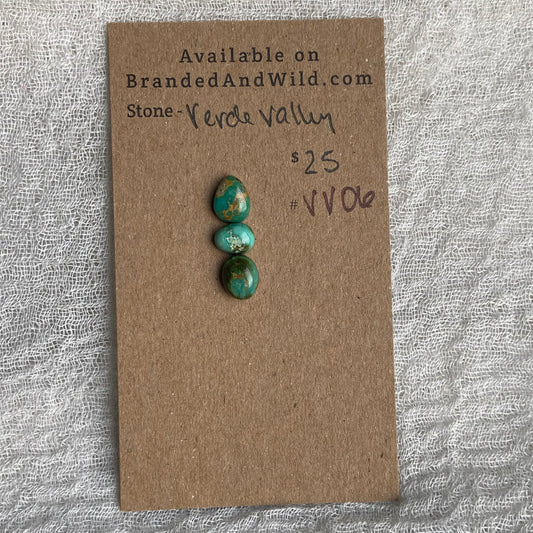 Available on
BrandedAndWild.com
Stone - Verde Valley
$ 25
# VV06